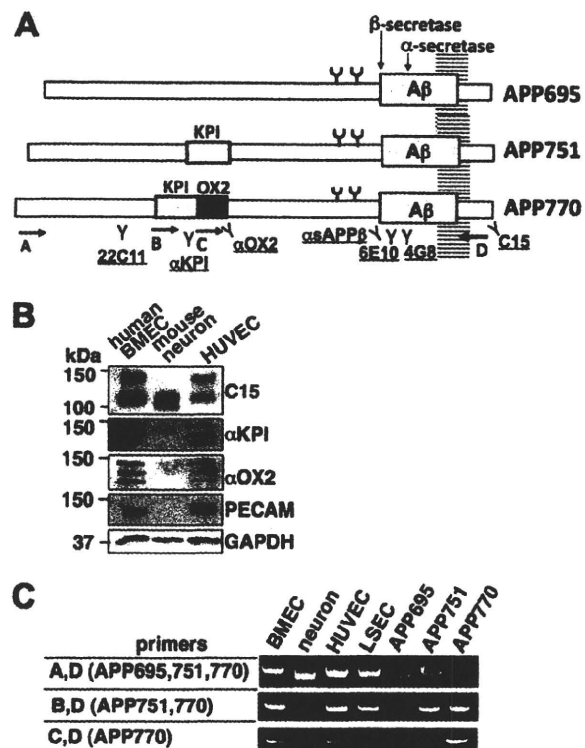 A
β-secretase
α-secretase
Aβ
APP695
KPI
Aβ
APP751
KPI OX2
Aβ
APP770
A
22C11
B
αKPI
C
αOX2
αsAPPβ
6E10
4G8
D
C15
B
human BMEC
mouse neuron
HUVEC
kDa
150
100
C15
150
αKPI
150
αOX2
150
PECAM
37
GAPDH
C
primers
BMEC
neuron
HUVEC
LSEC
APP695
APP751
APP770
A,D (APP695,751,770)
B,D (APP751,770)
C,D (APP770)